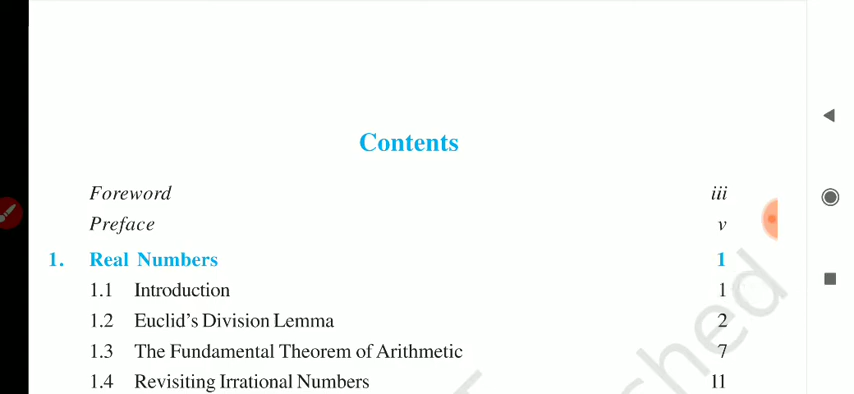 Contents
Foreword iii
Preface v
1. Real Numbers 1
1.1 Introduction 1
1.2 Euclid’s Division Lemma 2
1.3 The Fundamental Theorem of Arithmetic 7
1.4 Revisiting Irrational Numbers 11